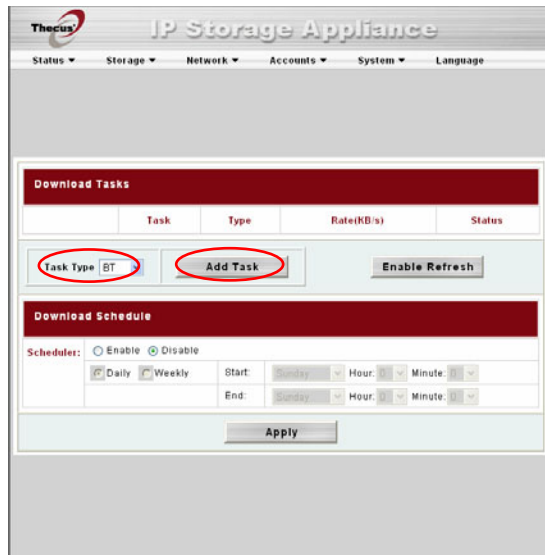 Thecus IP Storage Appliance
Status Storage Network Accounts System Language
Download Tasks
Task Type Rate(KB/s) Status
Task Type BT Add Task Enable Refresh
Download Schedule
Scheduler: Enable Disable
Daily Weekly Start: Sunday Hour: 0 Minute: 0
End: Sunday Hour: 0 Minute: 0
Apply